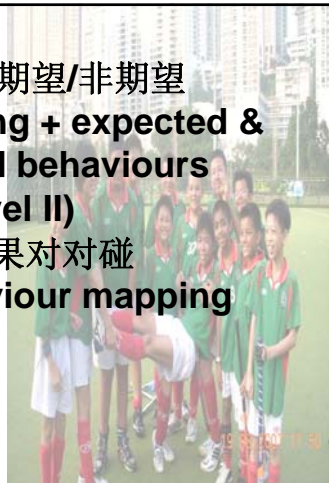 期望/非期望
ng + expected &
d behaviours
vel II)
果对对碰
viour mapping